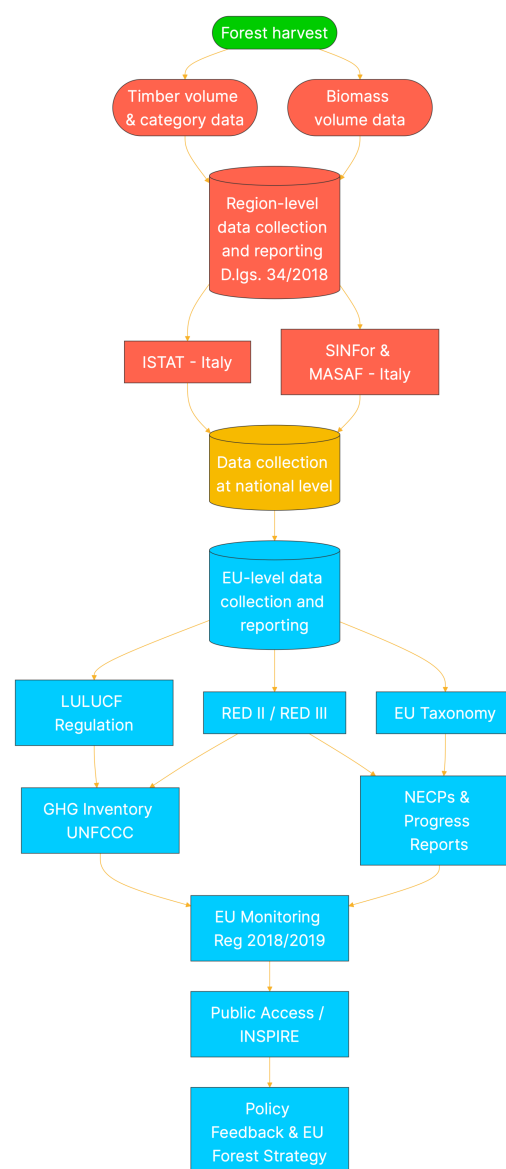 Forest harvest
Timber volume
& category data
Biomass
volume data
Region-level
data collection
and reporting
D.lgs. 34/2018
ISTAT - Italy
SINFor &
MASAF - Italy
Data collection
at national level
EU-level data
collection and
reporting
LULUCF
Regulation
RED II / RED III
EU Taxonomy
GHG Inventory
UNFCCC
NECPs &
Progress
Reports
EU Monitoring
Reg 2018/2019
Public Access /
INSPIRE
Policy
Feedback & EU
Forest Strategy